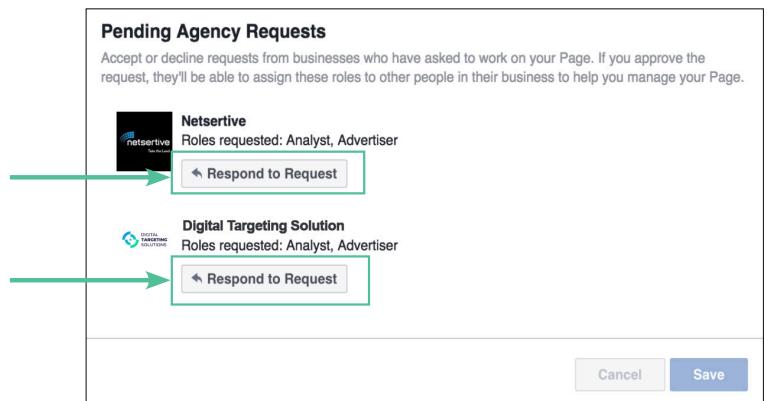 Pending Agency Requests
Accept or decline requests from businesses who have asked to work on your Page. If you approve the
request, they'll be able to assign these roles to other people in their business to help you manage your Page.
netsertive
Netsertive
Roles requested: Analyst, Advertiser
Respond to Request
DIGITAL
TARGETING
SOLUTIONS
Digital Targeting Solution
Roles requested: Analyst, Advertiser
Respond to Request
Cancel
Save